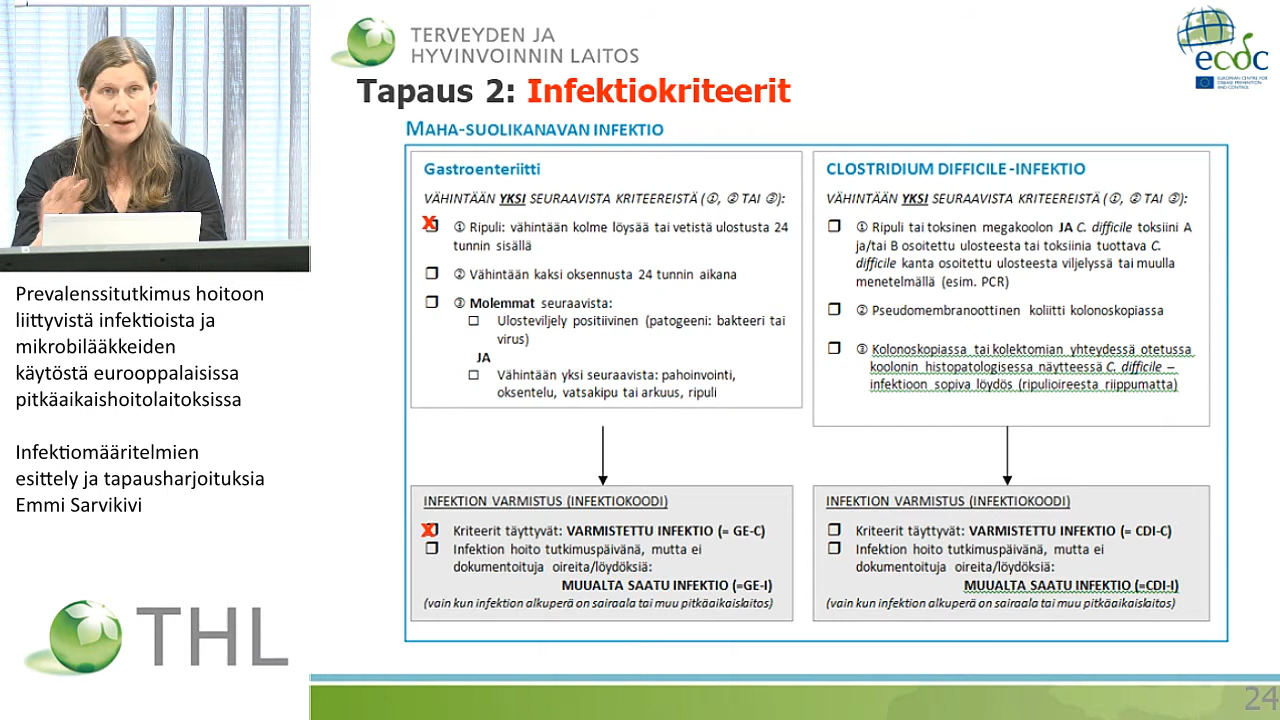 TERVEYDEN JA
HYVINVOINNIN LAITOS
ecdc
EUROPEAN CENTRE FOR
DISEASE PREVENTION
AND CONTROL
Tapaus 2: Infektiokriteerit
MAHA-SUOLIKANAVAN INFEKTIO
Gastroenteriitti
VÄHINTÄÄN YKSI SEURAAVISTA KRITEEREISTÄ (①, ② TAI ③):
X ① Ripuli: vähintään kolme löysää tai vetistä ulostusta 24
tunnin sisällä
② Vähintään kaksi oksennusta 24 tunnin aikana
③ Molemmat seuraavista:
Ulosteviljely positiivinen (patogeeni: bakteeri tai
virus)
JA
Vähintään yksi seuraavista: pahoinvointi,
oksentelu, vatsakipu tai arkuus, ripuli
INFEKTION VARMISTUS (INFEKTIOKOODI)
X Kriteerit täyttyvät: VARMISTETTU INFEKTIO (= GE-C)
Infektion hoito tutkimuspäivänä, mutta ei
dokumentoituja oireita/löydöksiä:
MUUALTA SAATU INFEKTIO (=GE-I)
(vain kun infektion alkuperä on sairaala tai muu pitkäaikaislaitos)
CLOSTRIDIUM DIFFICILE -INFEKTIO
VÄHINTÄÄN YKSI SEURAAVISTA KRITEEREISTÄ (①, ② TAI ③):
① Ripuli tai toksinen megakoolon JA C. difficile toksiini A
ja/tai B osoitettu ulosteesta tai toksiinia tuottava C.
difficile kanta osoitettu ulosteesta viljelyssä tai muulla
menetelmällä (esim. PCR)
② Pseudomembranoottinen koliitti kolonoskopiassa
③ Kolonoskopiassa tai kolektomian yhteydessä otetussa
koolonin histopatologisessa näytteessä C. difficile –
infektioon sopiva löydös (ripulioireesta riippumatta)
INFEKTION VARMISTUS (INFEKTIOKOODI)
Kriteerit täyttyvät: VARMISTETTU INFEKTIO (= CDI-C)
Infektion hoito tutkimuspäivänä, mutta ei
dokumentoituja oireita/löydöksiä:
MUUALTA SAATU INFEKTIO (=CDI-I)
(vain kun infektion alkuperä on sairaala tai muu pitkäaikaislaitos)
Prevalenssitutkimus hoitoon
liittyvistä infektioista ja
mikrobilääkkeiden
käytöstä eurooppalaisissa
pitkäaikaishoitolaitoksissa
Infektiomääritelmien
esittely ja tapausharjoituksia
Emmi Sarvikivi
THL
24